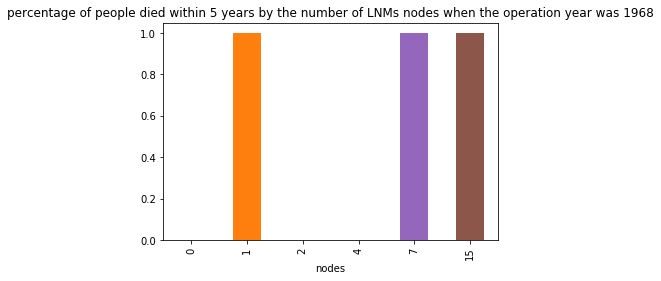 percentage of people died within 5 years by the number of LNMs nodes when the operation year was 1968
1.0
0.8
0.6
0.4
0.2
0.0
0 1 2 4 7 15
nodes